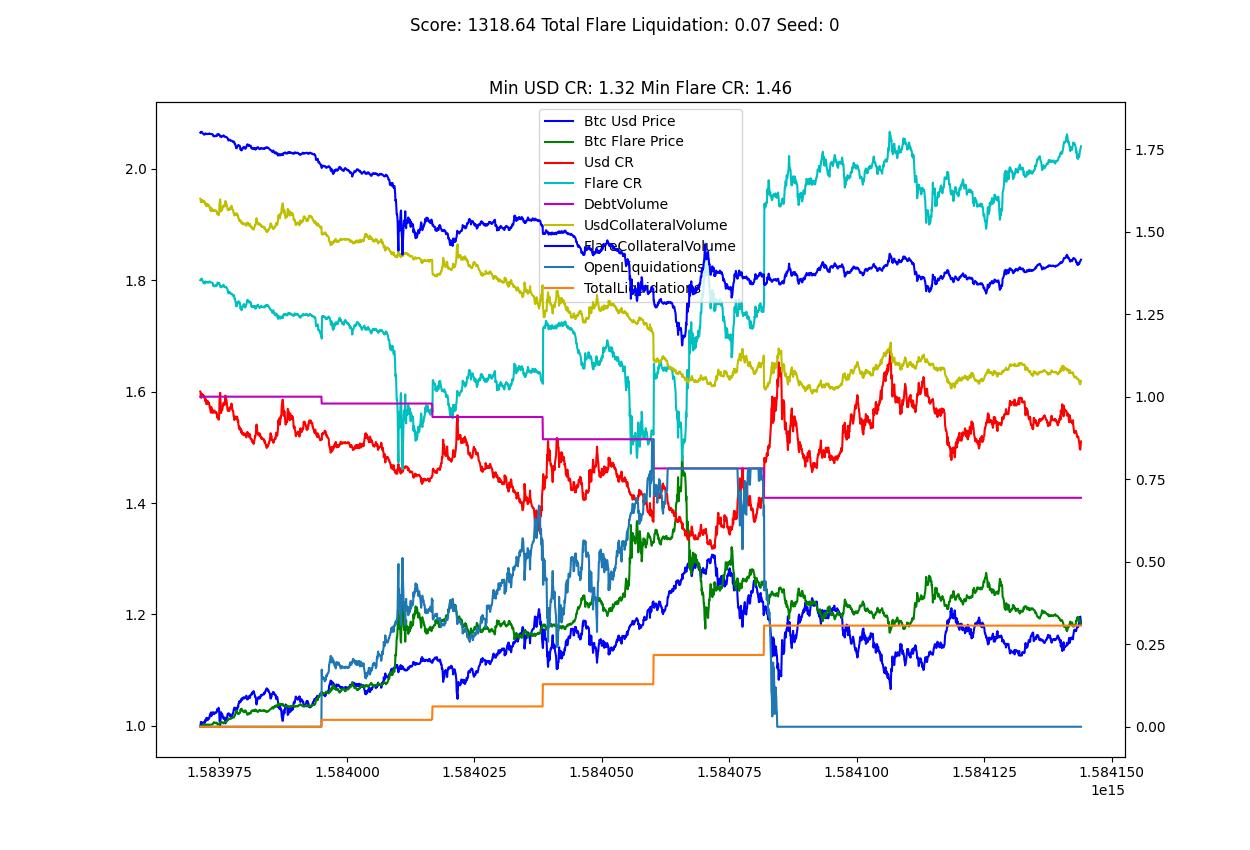 Score: 1318.64 Total Flare Liquidation: 0.07 Seed: 0
Min USD CR: 1.32 Min Flare CR: 1.46
Btc Usd Price
Btc Flare Price
Usd CR
Flare CR
DebtVolume
UsdCollateralVolume
FlareCollateralVolume
OpenLiquidations
TotalLiquidations
2.0
1.8
1.6
1.4
1.2
1.0
1.75
1.50
1.25
1.00
0.75
0.50
0.25
0.00
1.583975 1.584000 1.584025 1.584050 1.584075 1.584100 1.584125 1.584150
1e15